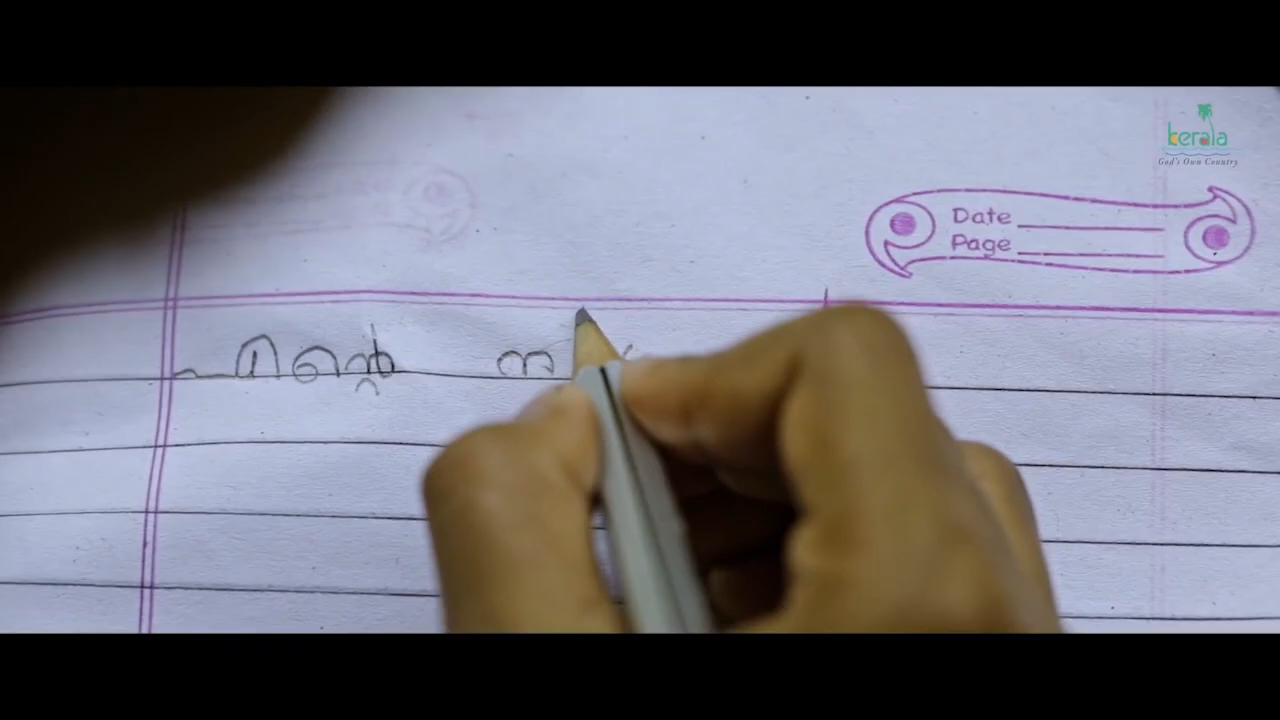 kerala
God's Own Country
Date
Page
എന്റെ ന